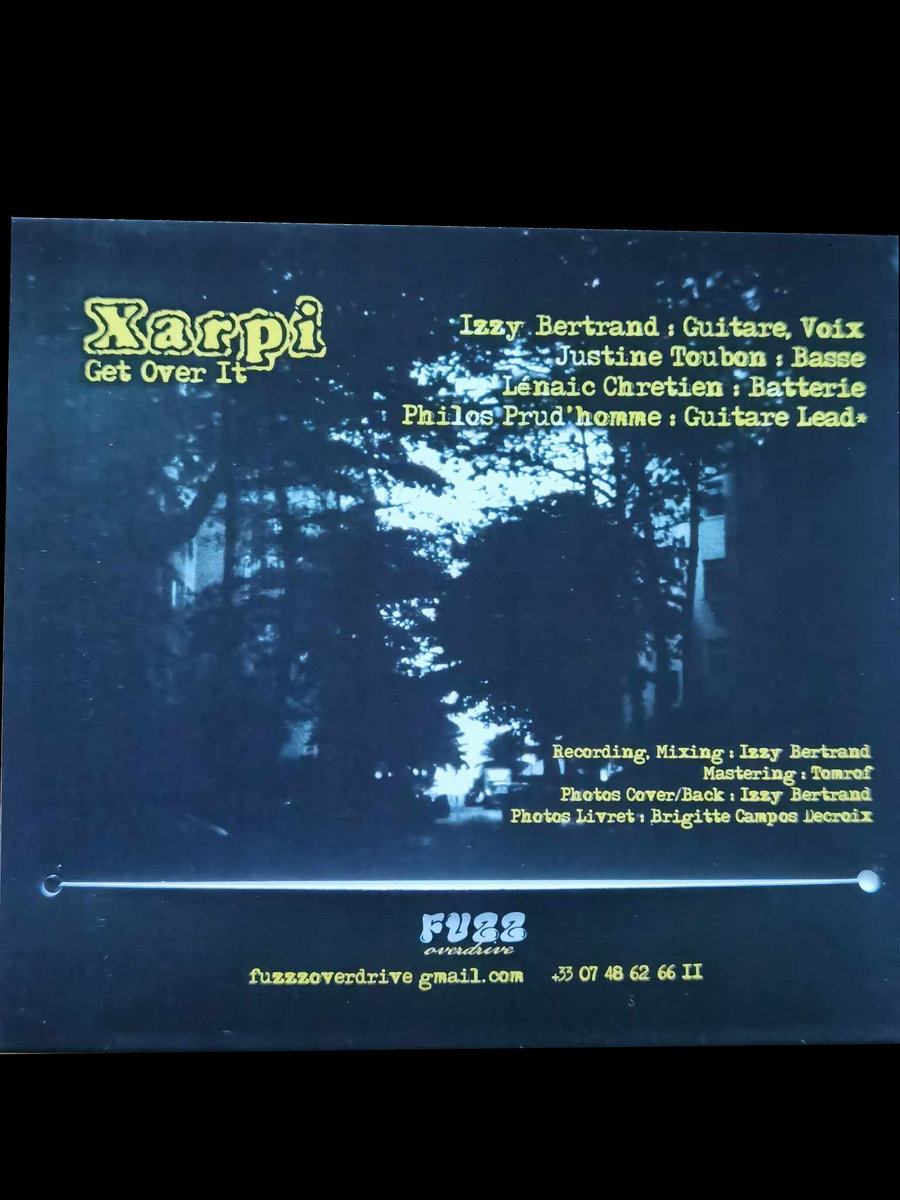 Xarpi
Get Over It
Izzy Bertrand : Guitare, Voix
Justine Toubon : Basse
Lénaic Chretien : Batterie
Philos Prud'homme : Guitare Lead*
Recording, Mixing : Izzy Bertrand
Mastering : Tomrof
Photos Cover/Back : Izzy Bertrand
Photos Livret : Brigitte Campos Decroix
FUZZ
overdrive
fuzzzoverdrive gmail.com +33 07 48 62 66 II